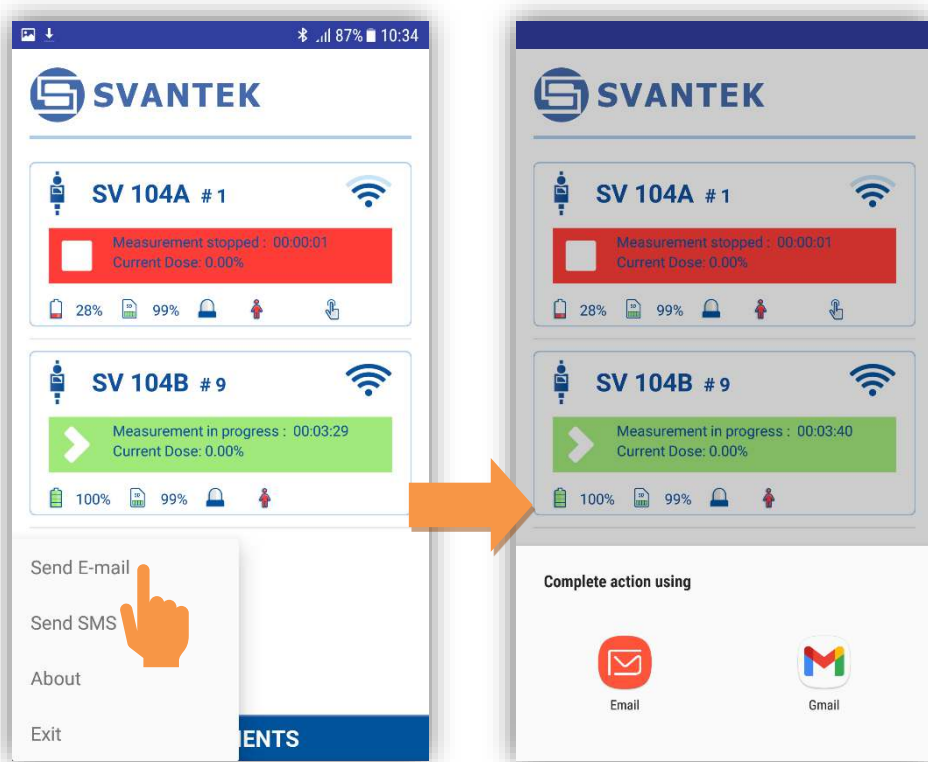 87% 10:34
SVANTEK
SV 104A # 1
Measurement stopped : 00:00:01
Current Dose: 0.00%
28% 99%
SV 104B # 9
Measurement in progress : 00:03:29
Current Dose: 0.00%
100% 99%
Send E-mail
Send SMS
About
Exit
ENTS
SVANTEK
SV 104A # 1
Measurement stopped : 00:00:01
Current Dose: 0.00%
28% 99%
SV 104B # 9
Measurement in progress : 00:03:40
Current Dose: 0.00%
100% 99%
Complete action using
Email
Gmail